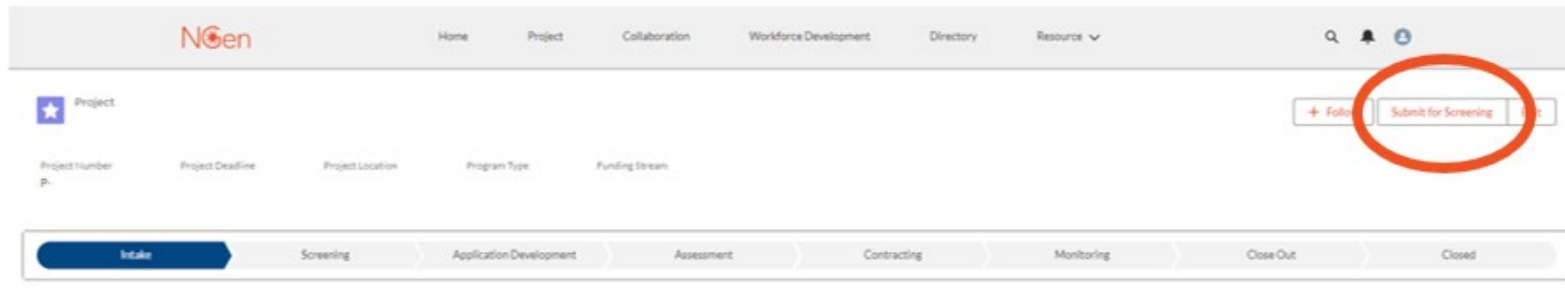 NGen Home Project Collaboration Workforce Development Directory Resource
Project
+ Follo Submit for Screening
Project Number Project Deadline Project Location Program Type Funding Stream
P-
Intake Screening Application Development Assessment Contracting Monitoring Close Out Closed